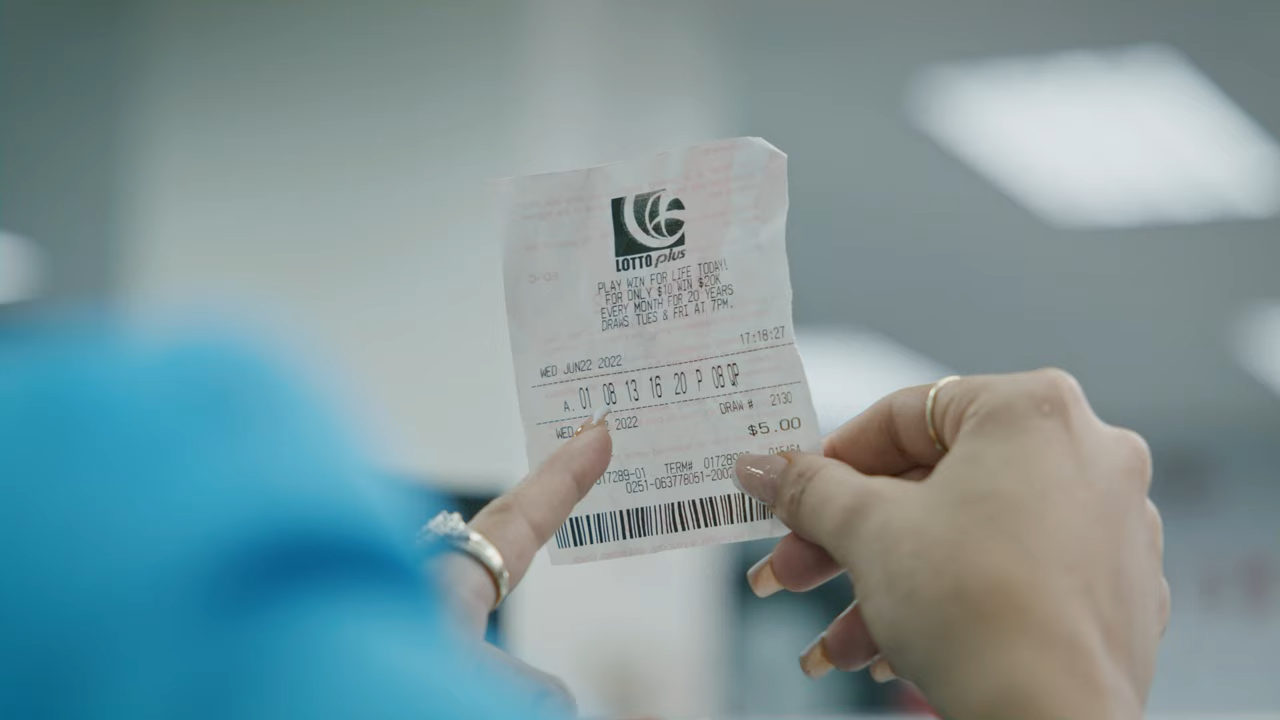 LOTTO plus
PLAY WIN FOR LIFE TODAY!
FOR ONLY $10 WIN $20K
EVERY MONTH FOR 20 YEARS
DRAWS TUES & FRI AT 7PM.
17:18:27
WED JUN22 2022
A. 01 08 13 16 20 P 08 QP
DRAW # 2130
WED 2022
$5.00
TERM#